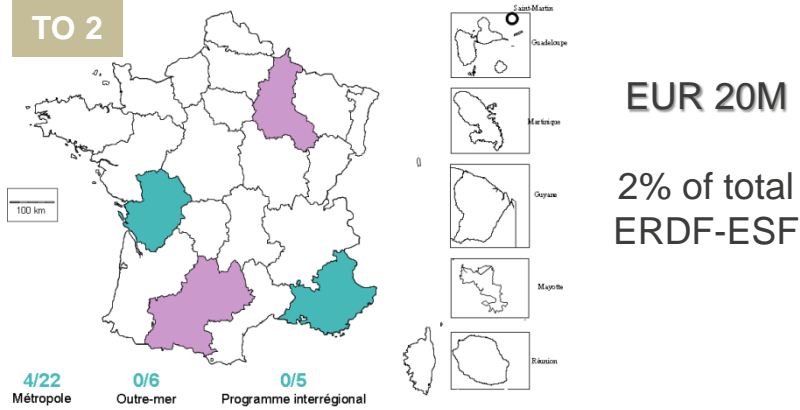 TO 2
Saint-Martin
Guadeloupe
Martinique
Guyane
Mayotte
Réunion
100 km
EUR 20M
2% of total
ERDF-ESF
4/22
Métropole
0/6
Outre-mer
0/5
Programme interrégional